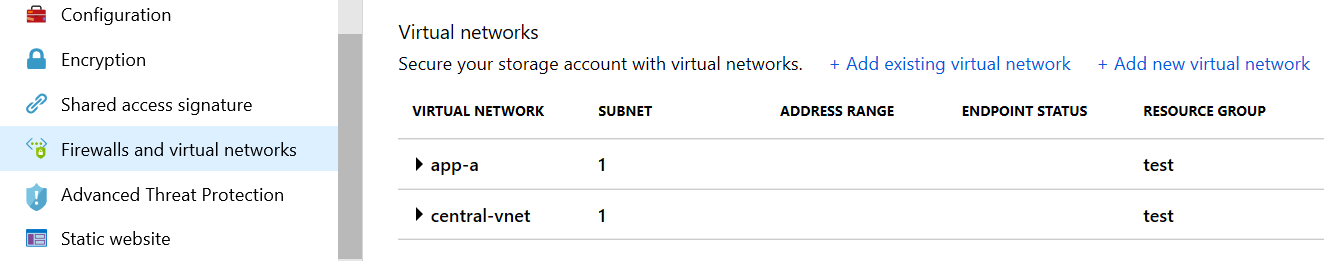 Configuration
Encryption
Shared access signature
Firewalls and virtual networks
Advanced Threat Protection
Static website
Virtual networks
Secure your storage account with virtual networks. + Add existing virtual network + Add new virtual network
VIRTUAL NETWORK SUBNET ADDRESS RANGE ENDPOINT STATUS RESOURCE GROUP
app-a 1 test
central-vnet 1 test